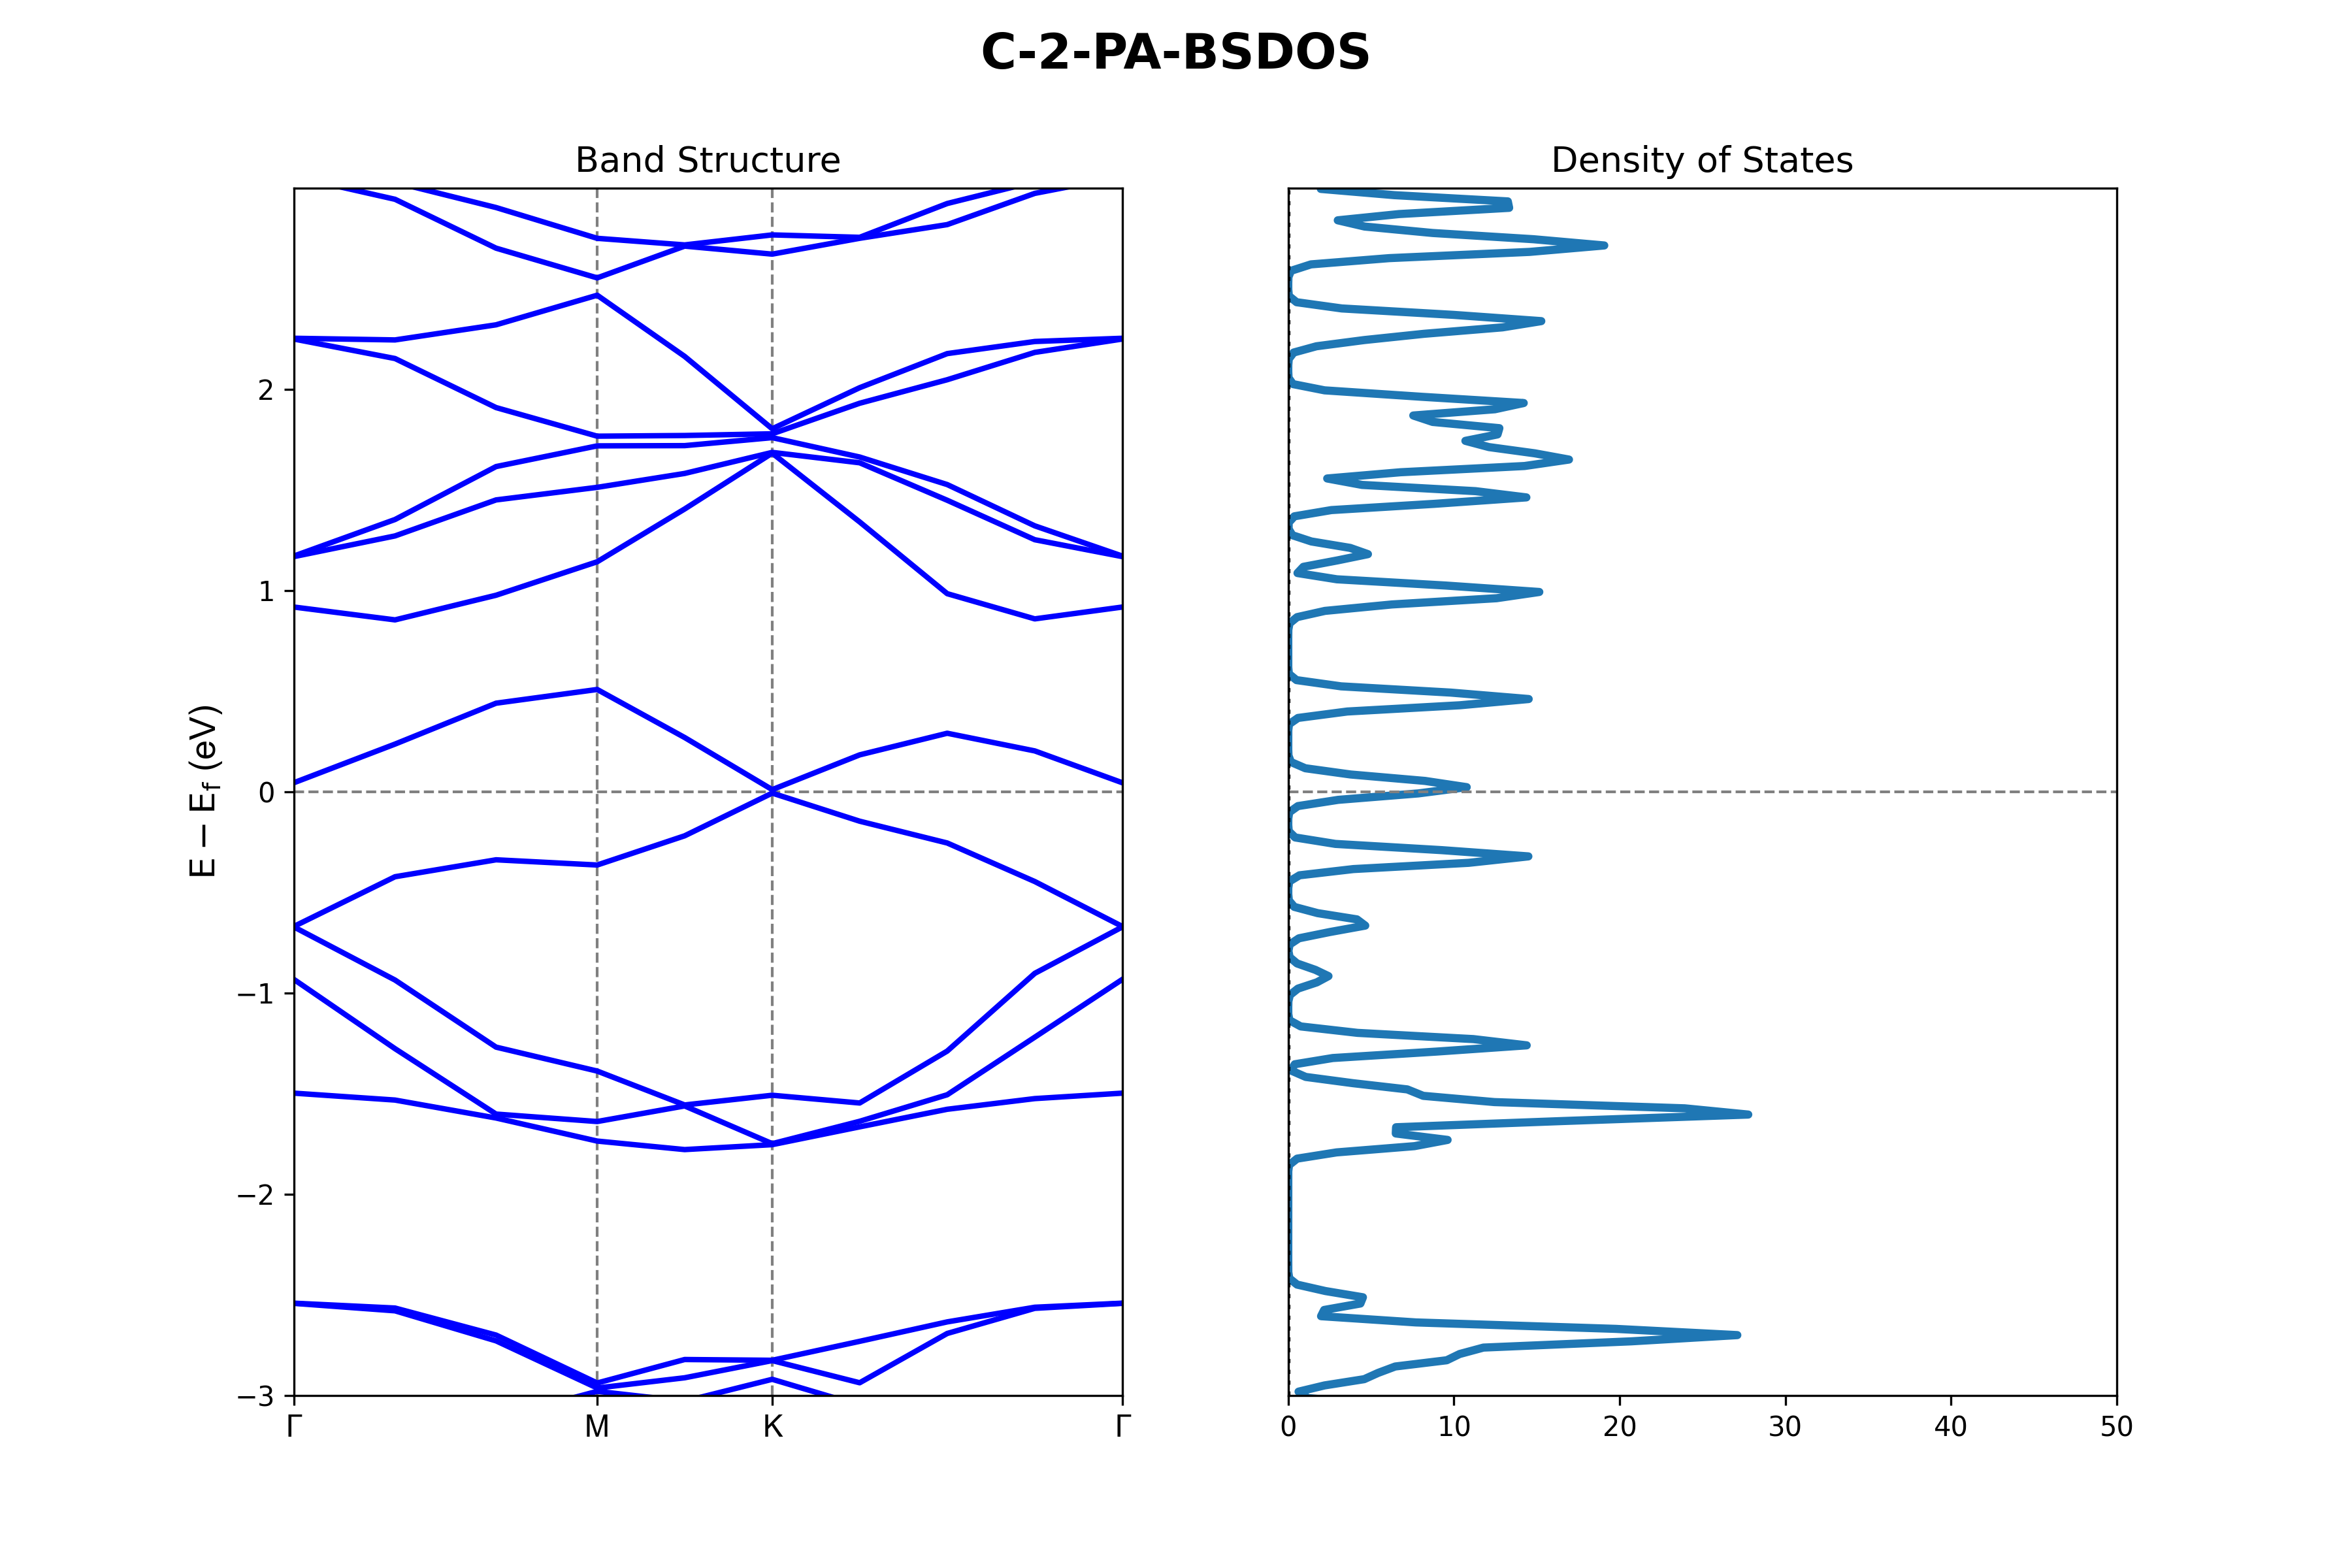 C-2-PA-BSDOS
Band Structure
Density of States
E − E_f (eV)
2
1
0
−1
−2
−3
Γ
M
K
Γ
0
10
20
30
40
50